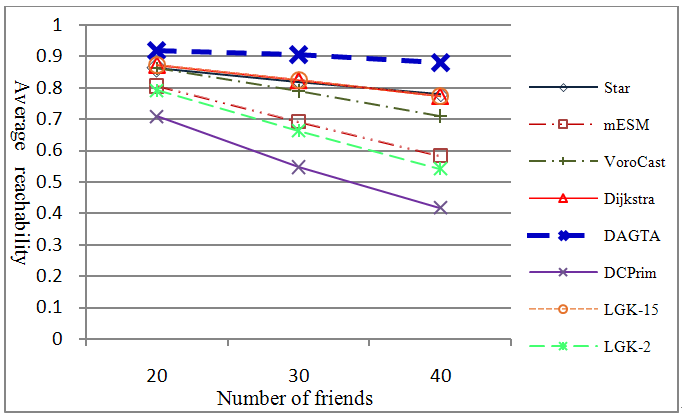 1
0.9
0.8
0.7
0.6
0.5
0.4
0.3
0.2
0.1
0
Average reachability
20 30 40
Number of friends
Star
mESM
VoroCast
Dijkstra
DAGTA
DCPrim
LGK-15
LGK-2